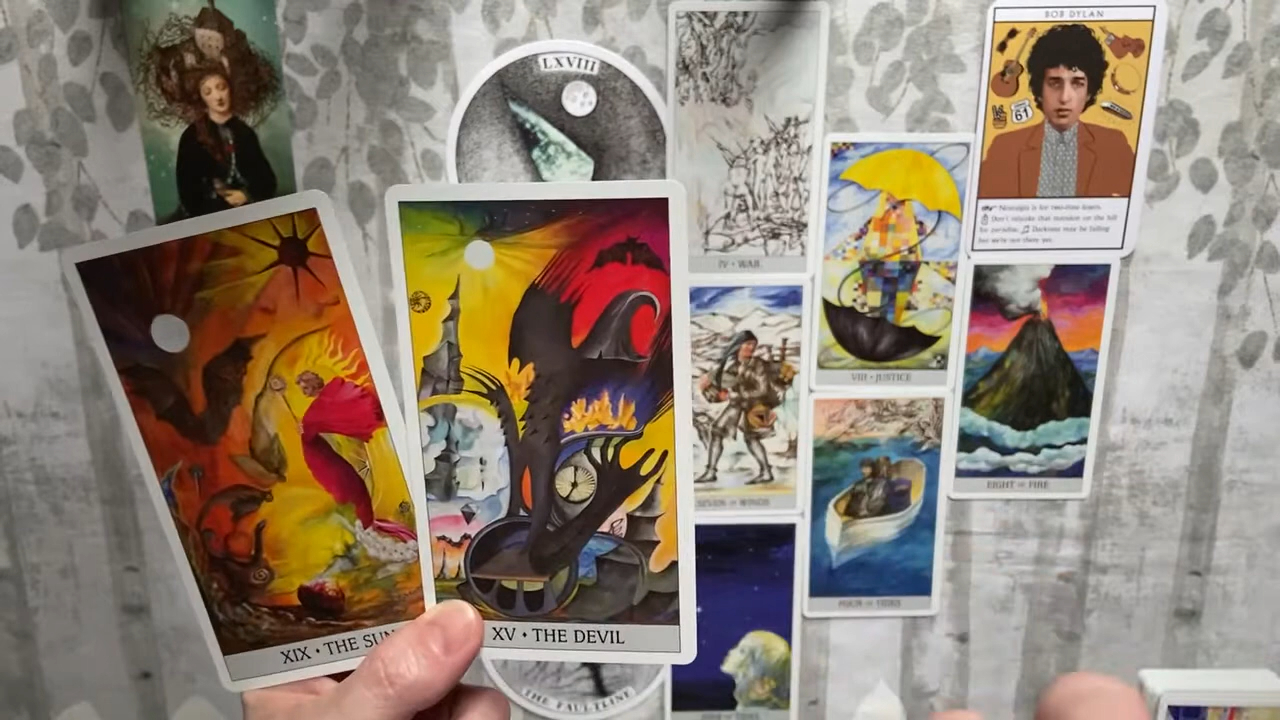 LXVIII
BOB DYLAN
61
Nostalgia is for two-time losers.
Don't mistake that mansion on the hill
for paradise. Darkness may be falling
but we're not there yet.
IV • WAR
VIII • JUSTICE
EIGHT OF FIRE
OF WINDS
XIX • THE SUN
XV • THE DEVIL
THE FAULTLINE